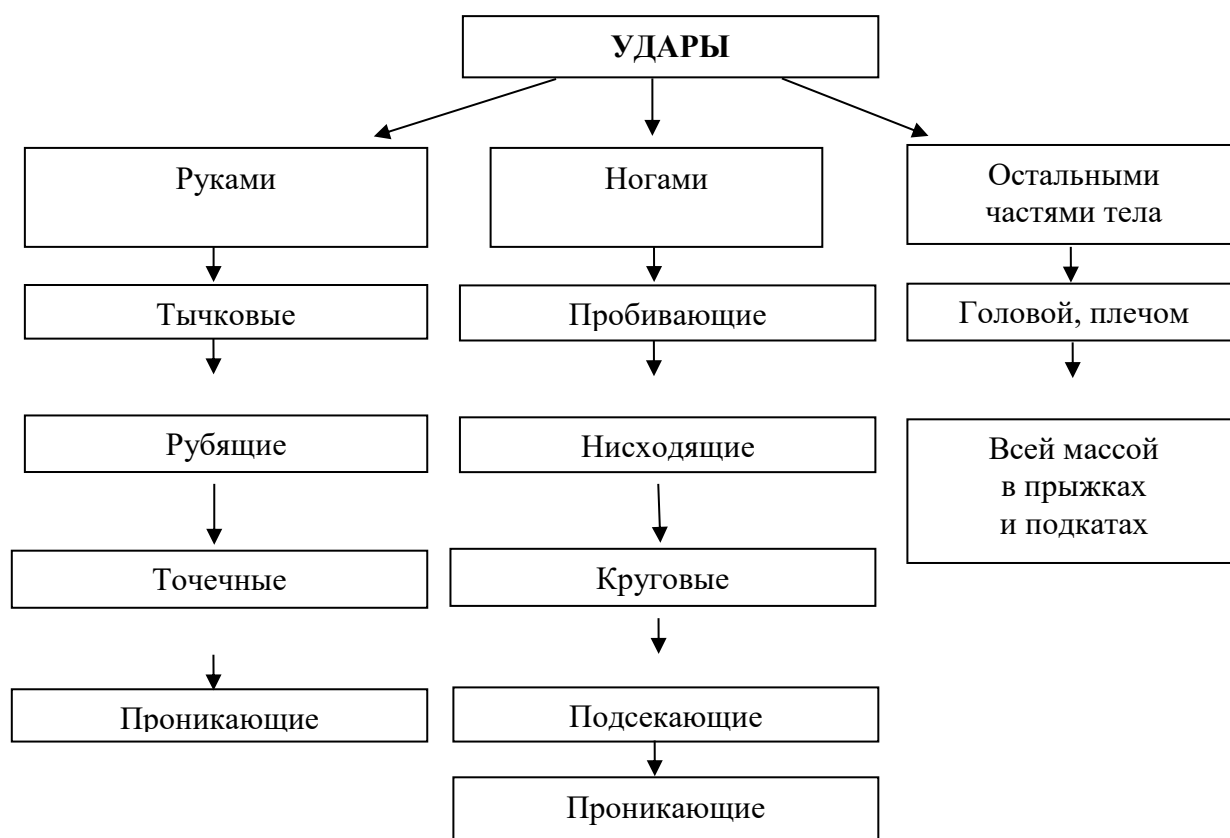 УДАРЫ
Руками
Ногами
Остальными
частями тела
Тычковые
Пробивающие
Головой, плечом
Рубящие
Нисходящие
Всей массой
в прыжках
и подкатах
Точечные
Круговые
Проникающие
Подсекающие
Проникающие